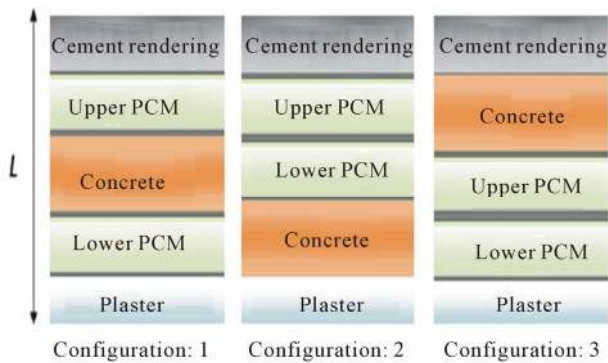 Cement rendering
Upper PCM
Concrete
Lower PCM
Plaster
Configuration: 1
Cement rendering
Upper PCM
Lower PCM
Concrete
Plaster
Configuration: 2
Cement rendering
Concrete
Upper PCM
Lower PCM
Plaster
Configuration: 3
L